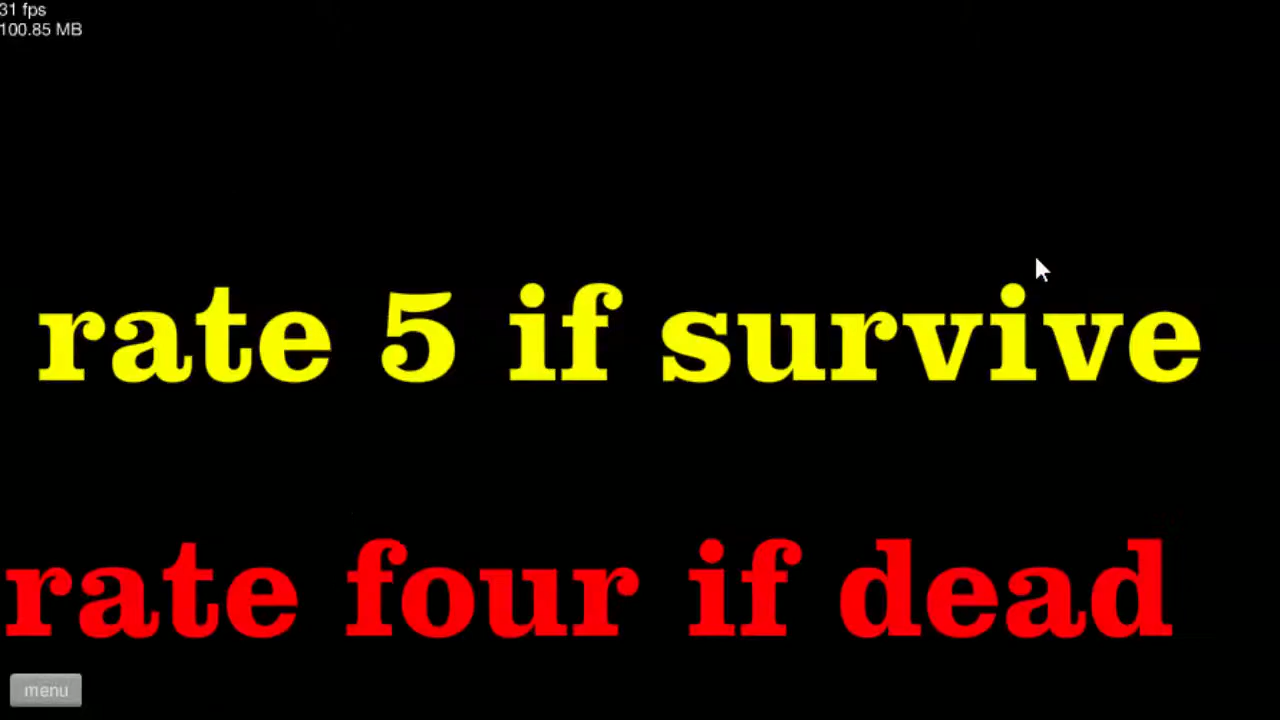 31 fps
100.85 MB
rate 5 if survive
rate four if dead
menu